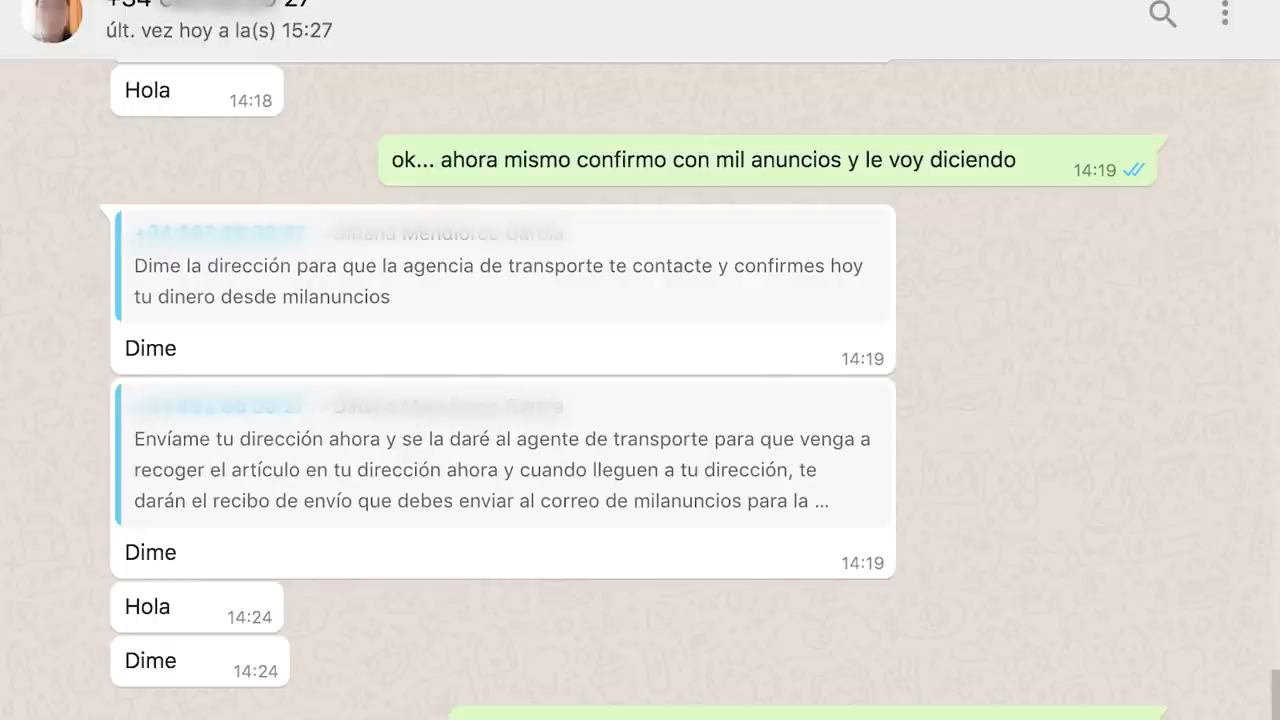 +34 27
últ. vez hoy a la(s) 15:27
Hola
14:18
ok... ahora mismo confirmo con mil anuncios y le voy diciendo
14:19
Dime la dirección para que la agencia de transporte te contacte y confirmes hoy
tu dinero desde milanuncios
Dime
14:19
Envíame tu dirección ahora y se la daré al agente de transporte para que venga a
recoger el artículo en tu dirección ahora y cuando lleguen a tu dirección, te
darán el recibo de envío que debes enviar al correo de milanuncios para la ...
Dime
14:19
Hola
14:24
Dime
14:24